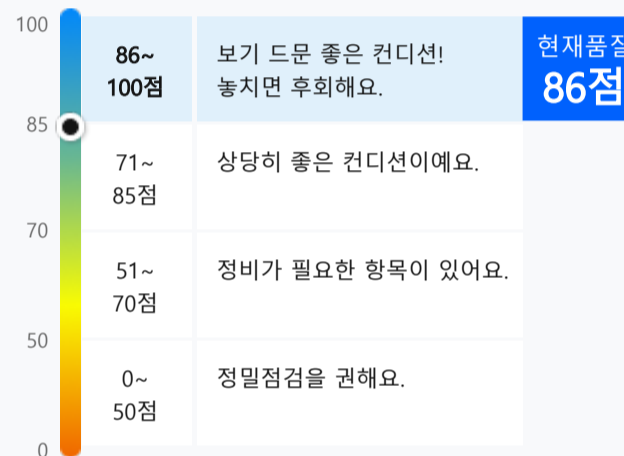 100
86~
100점
보기 드문 좋은 컨디션!
놓치면 후회해요.
현재품질
86점
85
71~
85점
상당히 좋은 컨디션이예요.
70
51~
70점
정비가 필요한 항목이 있어요.
50
0~
50점
정밀점검을 권해요.
0